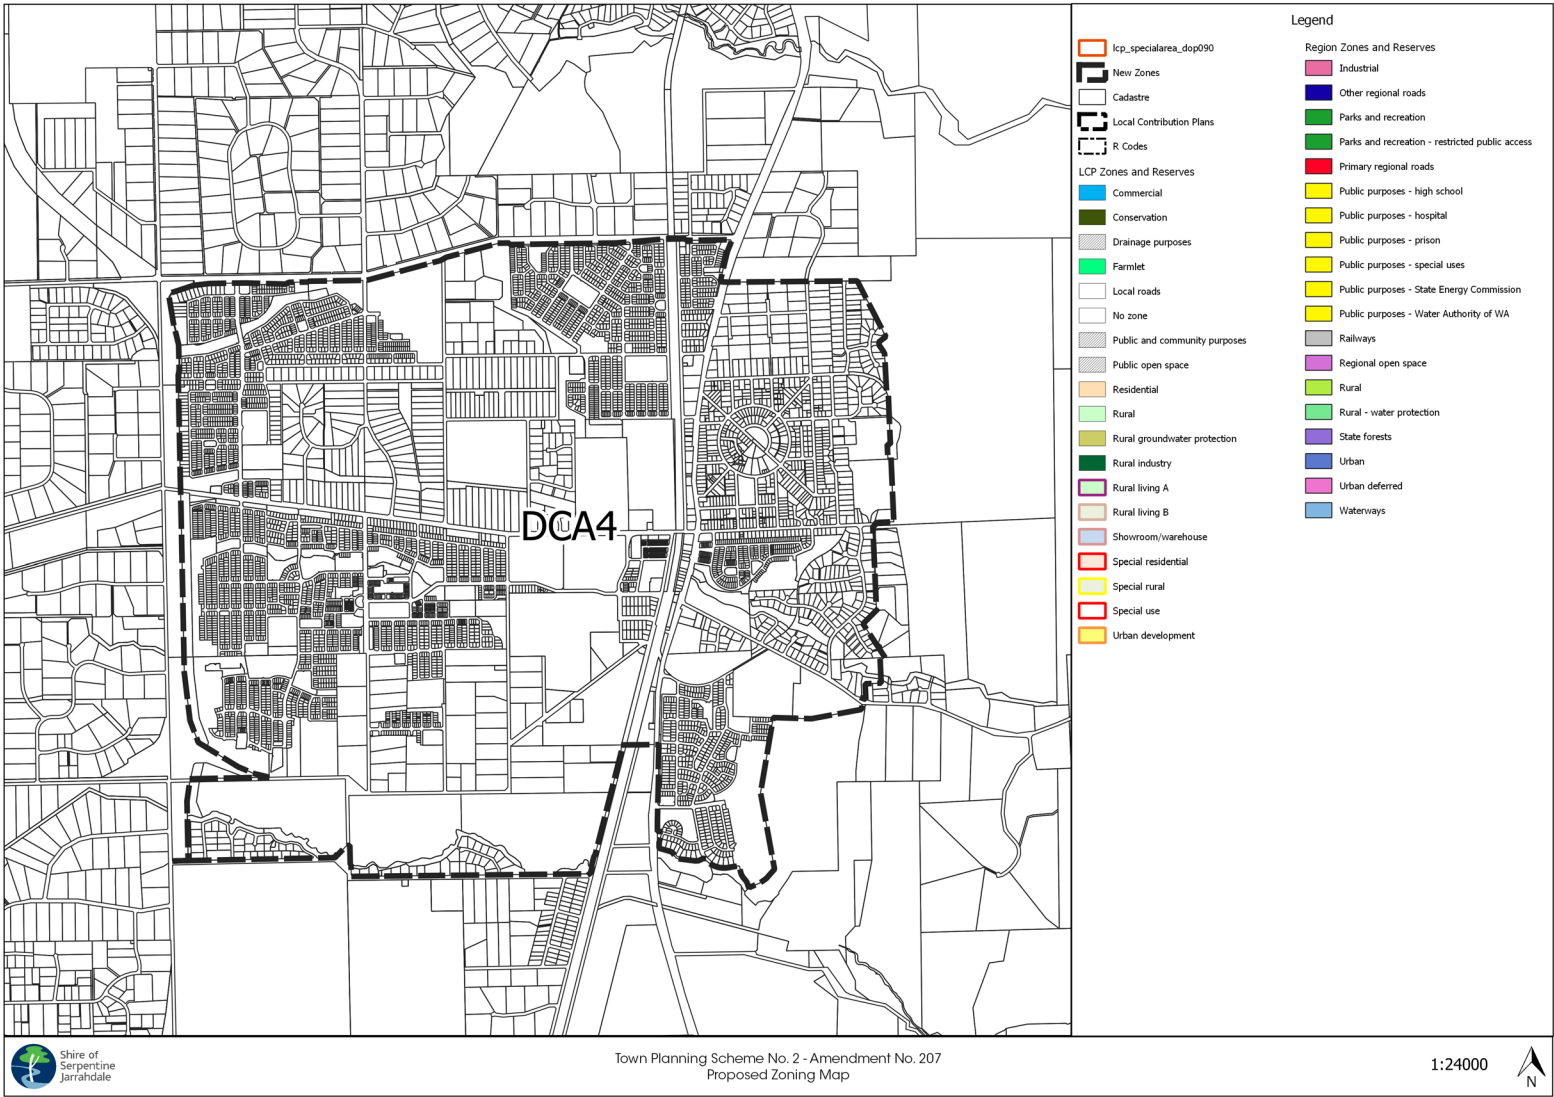 Legend
lcp_specialarea_dop090
New Zones
Cadastre
Local Contribution Plans
R Codes
LCP Zones and Reserves
Commercial
Conservation
Drainage purposes
Farmlet
Local roads
No zone
Public and community purposes
Public open space
Residential
Rural
Rural groundwater protection
Rural industry
Rural living A
Rural living B
Showroom/warehouse
Special residential
Special rural
Special use
Urban development
Region Zones and Reserves
Industrial
Other regional roads
Parks and recreation
Parks and recreation - restricted public access
Primary regional roads
Public purposes - high school
Public purposes - hospital
Public purposes - prison
Public purposes - special uses
Public purposes - State Energy Commission
Public purposes - Water Authority of WA
Railways
Regional open space
Rural
Rural - water protection
State forests
Urban
Urban deferred
Waterways
DCA4
Shire of
Serpentine
Jarrahdale
Town Planning Scheme No. 2 - Amendment No. 207
Proposed Zoning Map
1:24000
N